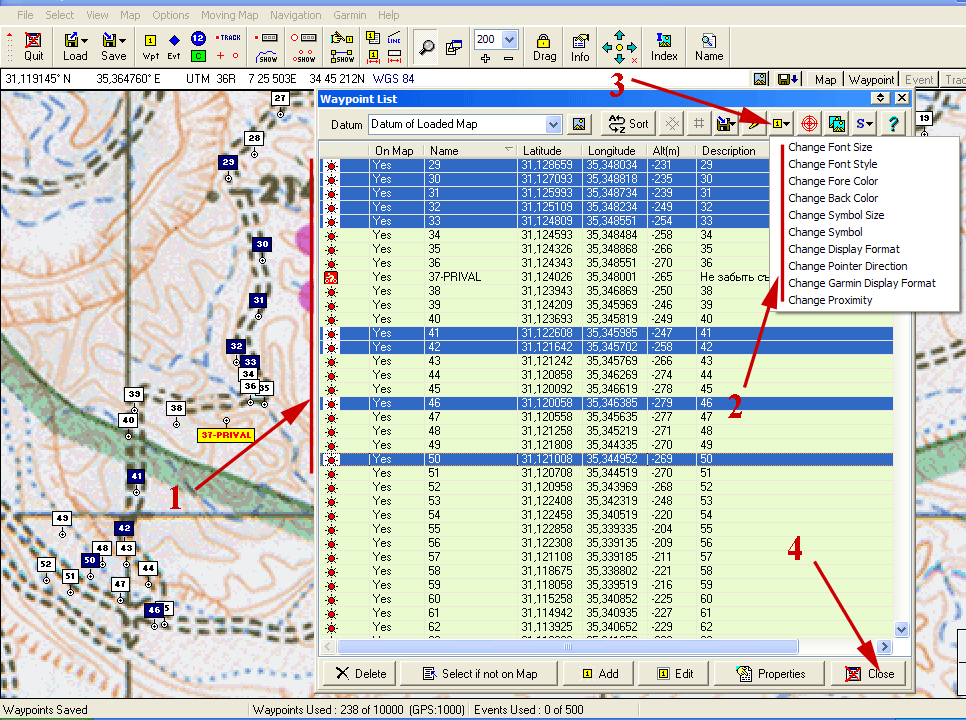 File Select View Map Options Moving Map Navigation Garmin Help
1 12 TRACK LINE 200
Quit Load Save Wpt Evt C SHOW SHOW SHOW Drag Info Index Name
31,119145° N 35,364760° E UTM 36R 7 25 503E 34 45 212N WGS 84 Map Waypoint Event Trac
3
Waypoint List
Datum Datum of Loaded Map Sort 1 S ?
Change Font Size
Change Font Style
Change Fore Color
Change Back Color
Change Symbol Size
Change Symbol
Change Display Format
Change Pointer Direction
Change Garmin Display Format
Change Proximity
On Map Name Latitude Longitude Alt(m) Description
Yes 29 31,128659 35,348034 -231 29
Yes 30 31,127093 35,348818 -235 30
Yes 31 31,125993 35,348734 -239 31
Yes 32 31,125109 35,348234 -249 32
Yes 33 31,124809 35,348551 -254 33
Yes 34 31,124593 35,348484 -258 34
Yes 35 31,124326 35,348868 -266 35
Yes 36 31,124343 35,348551 -270 36
Yes 37-PRIVAL 31,124026 35,348001 -265 Не забыть съ
Yes 38 31,123943 35,346869 -250 38
Yes 39 31,124209 35,345969 -246 39
Yes 40 31,123693 35,345819 -249 40
Yes 41 31,122608 35,345985 -247 41
Yes 42 31,121642 35,345702 -258 42
Yes 43 31,121242 35,345769 -266 43
Yes 44 31,120858 35,346269 -274 44
Yes 45 31,120092 35,346619 -278 45
Yes 46 31,120058 35,346385 -279 46
Yes 47 31,120558 35,345635 -277 47
Yes 48 31,121258 35,345219 -271 48
Yes 49 31,121808 35,344335 -270 49
Yes 50 31,121008 35,344952 -269 50
Yes 51 31,120708 35,344519 -270 51
Yes 52 31,120958 35,343969 -268 52
Yes 53 31,122408 35,342319 -248 53
Yes 54 31,122458 35,340519 -220 54
Yes 55 31,122858 35,339335 -204 55
Yes 56 31,122308 35,339135 -209 56
Yes 57 31,121108 35,339185 -211 57
Yes 58 31,118675 35,338802 -221 58
Yes 59 31,118058 35,339519 -216 59
Yes 60 31,115258 35,340852 -225 60
Yes 61 31,114942 35,340935 -227 61
Yes 62 31,113925 35,340652 -229 62
1
2
4
Delete Select if not on Map 1 Add 1 Edit Properties Close
27
28
29
214
30
31
32
33
34
36 35
39
38
40
37-PRIVAL
41
49
42
48 43
50
52
44
51
47
46
19
Waypoints Saved Waypoints Used : 238 of 10000 (GPS:1000) Events Used : 0 of 500